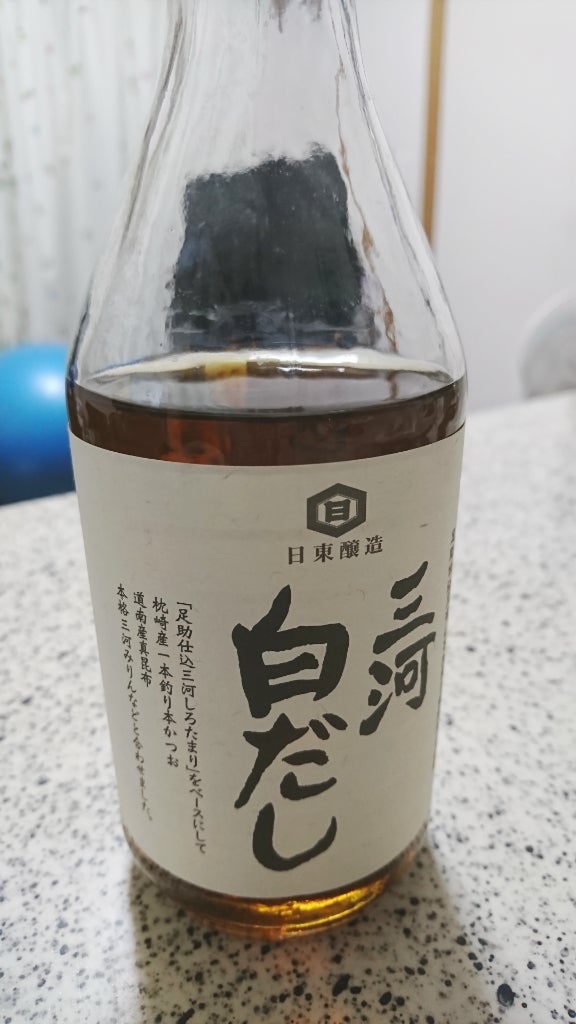 日東醸造
三河
白だし
「足助仕込三河しろたまり」をベースにして
枕崎産一本釣り本かつお
道南産真昆布
本格三河みりんなどと合わせました。